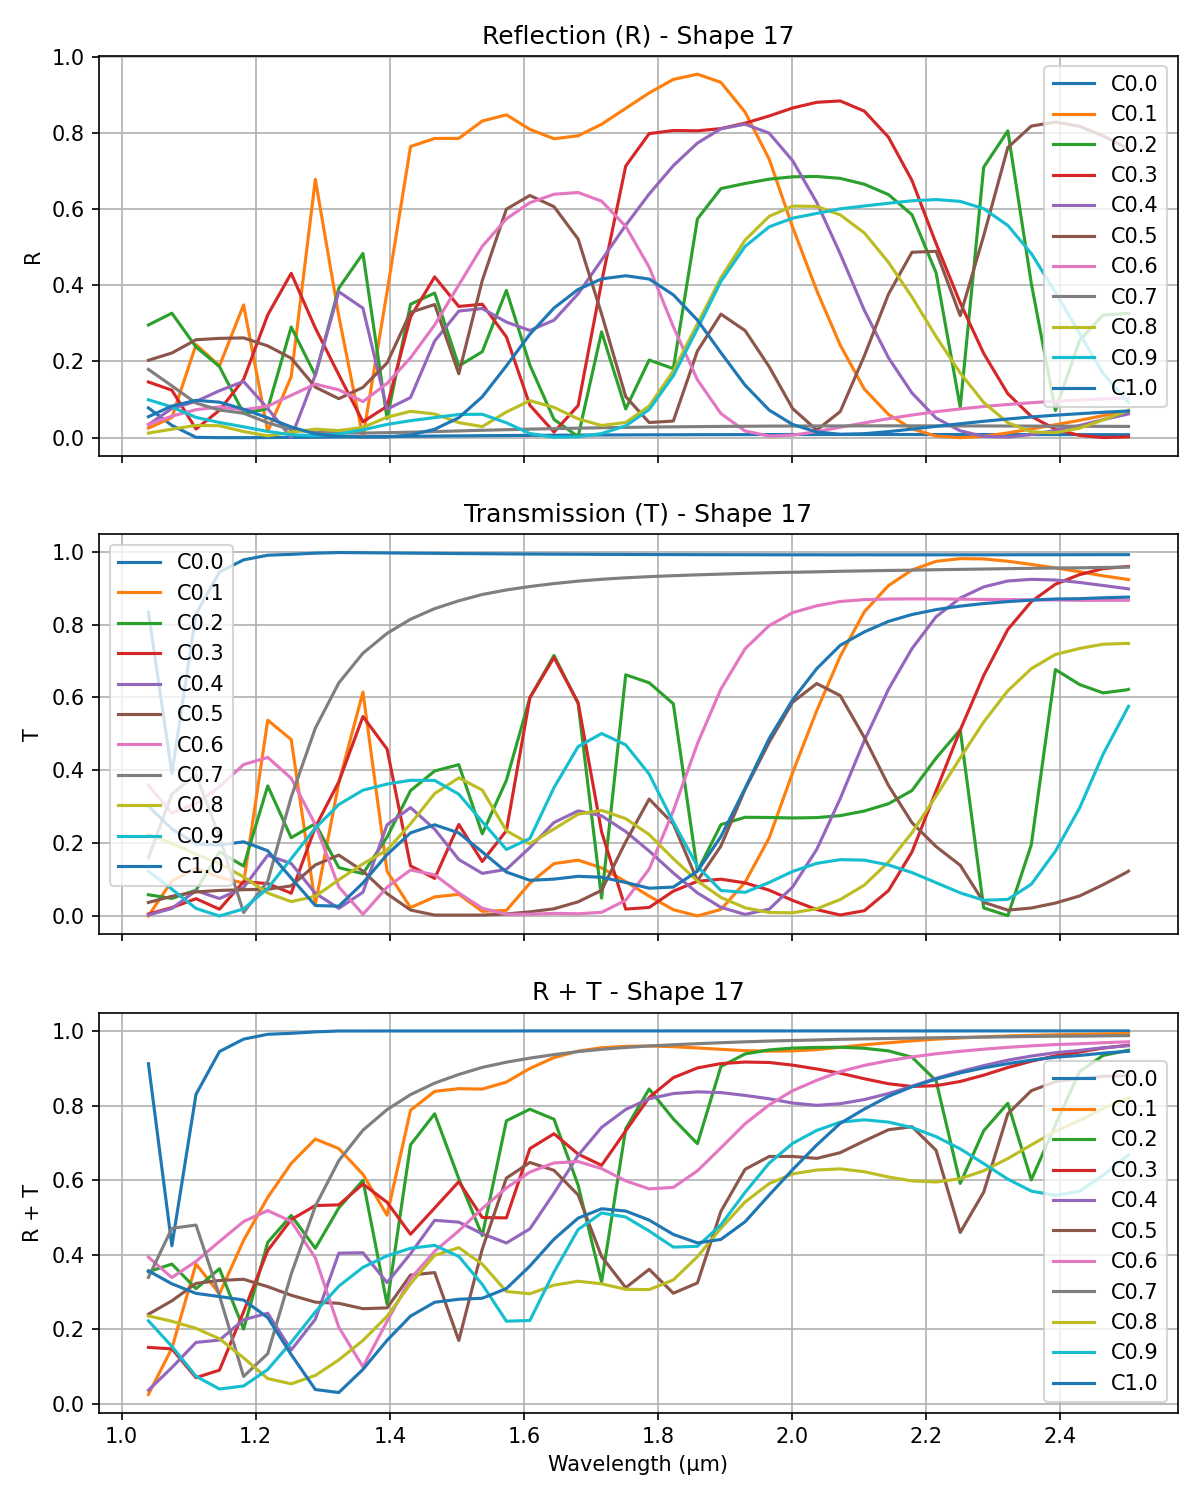 Reflection (R) - Shape 17
1.0
0.8
0.6
0.4
0.2
0.0
R
C0.0
C0.1
C0.2
C0.3
C0.4
C0.5
C0.6
C0.7
C0.8
C0.9
C1.0
Transmission (T) - Shape 17
1.0
0.8
0.6
0.4
0.2
0.0
T
C0.0
C0.1
C0.2
C0.3
C0.4
C0.5
C0.6
C0.7
C0.8
C0.9
C1.0
R + T - Shape 17
1.0
0.8
0.6
0.4
0.2
0.0
R + T
C0.0
C0.1
C0.2
C0.3
C0.4
C0.5
C0.6
C0.7
C0.8
C0.9
C1.0
1.0 1.2 1.4 1.6 1.8 2.0 2.2 2.4
Wavelength (μm)